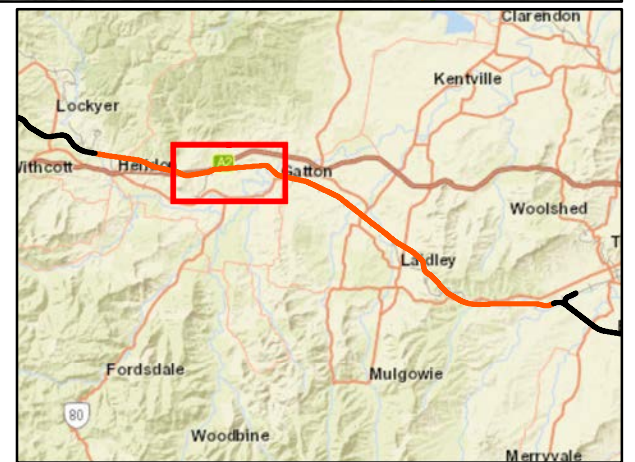 Clarendon
Kentville
Lockyer
A2
Withcott
Gatton
Woolshed
T
Laidley
Fordsdale
Mulgowie
80
Woodbine
Merryvale